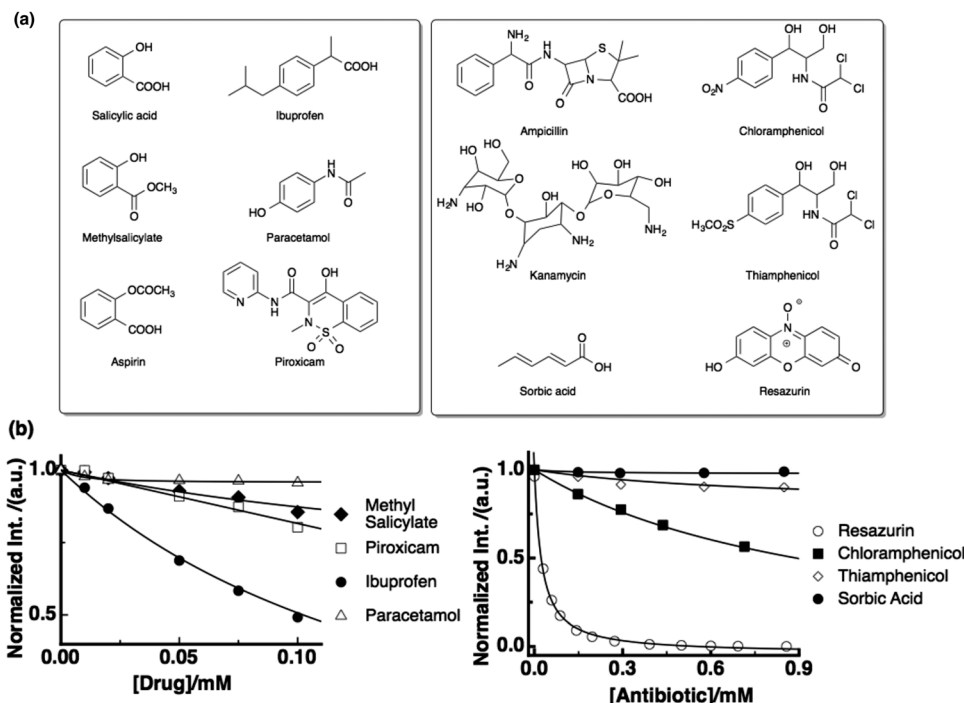 (a)
OH
COOH
Salicylic acid
COOH
Ibuprofen
OH
OCH3
O
Methylsalicylate
H
N
O
HO
Paracetamol
OCOCH3
COOH
Aspirin
O
OH
N
NH
N
S
O
O
Piroxicam
NH2
H
N
O
S
N
O
COOH
Ampicillin
OH
OH
O2N
HN
Cl
O
Cl
Chloramphenicol
HO
OH
HO
O
H2N
OH
O
OH
O
HO
OH
HO
OH
O
NH2
NH2
H2N
Kanamycin
OH
OH
H3CO2S
HN
Cl
O
Cl
Thiamphenicol
O
OH
Sorbic acid
O
⊖
N
⊕
HO
O
O
Resazurin
(b)
Normalized Int. /(a.u.)
1.0
0.5
0.00
0.05
0.10
[Drug]/mM
Methyl
Salicylate
Piroxicam
Ibuprofen
Paracetamol
Normalized Int. /(a.u.)
1.0
0.5
0.0
0.0
0.3
0.6
0.9
[Antibiotic]/mM
Resazurin
Chloramphenicol
Thiamphenicol
Sorbic Acid